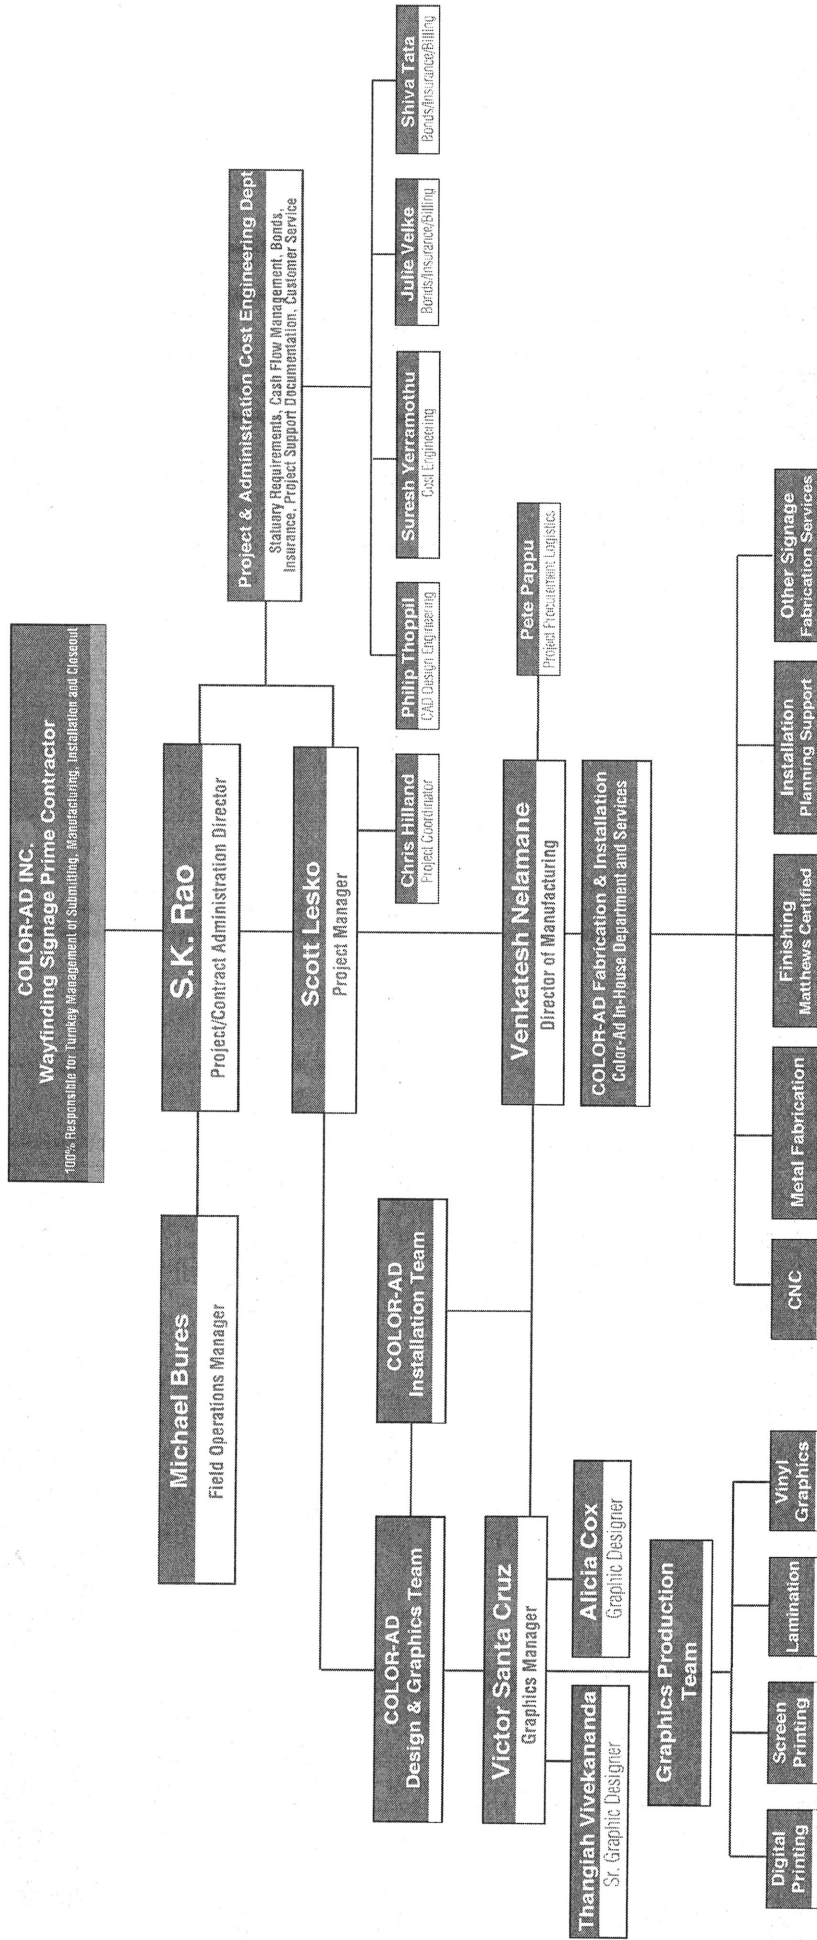 COLOR-AD INC.
Wayfinding Signage Prime Contractor
100% Responsible for Turnkey Management of Submitting, Manufacturing, Installation and Closeout
Michael Bures
Field Operations Manager
S.K. Rao
Project/Contract Administration Director
Project & Administration Cost Engineering Dept
Statuary Requirements, Cash Flow Management, Bonds,
Insurance, Project Support Documentation, Customer Service
Scott Lesko
Project Manager
Chris Hilland
Project Coordinator
Philip Thoppil
CAD Design Engineering
Suresh Yerramothu
Cost Engineering
Julie Velke
Bonds/Insurance/Billing
Shiva Tata
Bonds/Insurance/Billing
COLOR-AD
Design & Graphics Team
COLOR-AD
Installation Team
Victor Santa Cruz
Graphics Manager
Venkatesh Nelamane
Director of Manufacturing
Pete Pappu
Project Procurement Logistics
Thangiah Vivekananda
Sr. Graphic Designer
Alicia Cox
Graphic Designer
COLOR-AD Fabrication & Installation
Color-Ad In-House Department and Services
Graphics Production
Team
Digital
Printing
Screen
Printing
Lamination
Vinyl
Graphics
CNC
Metal Fabrication
Finishing
Matthews Certified
Installation
Planning Support
Other Signage
Fabrication Services